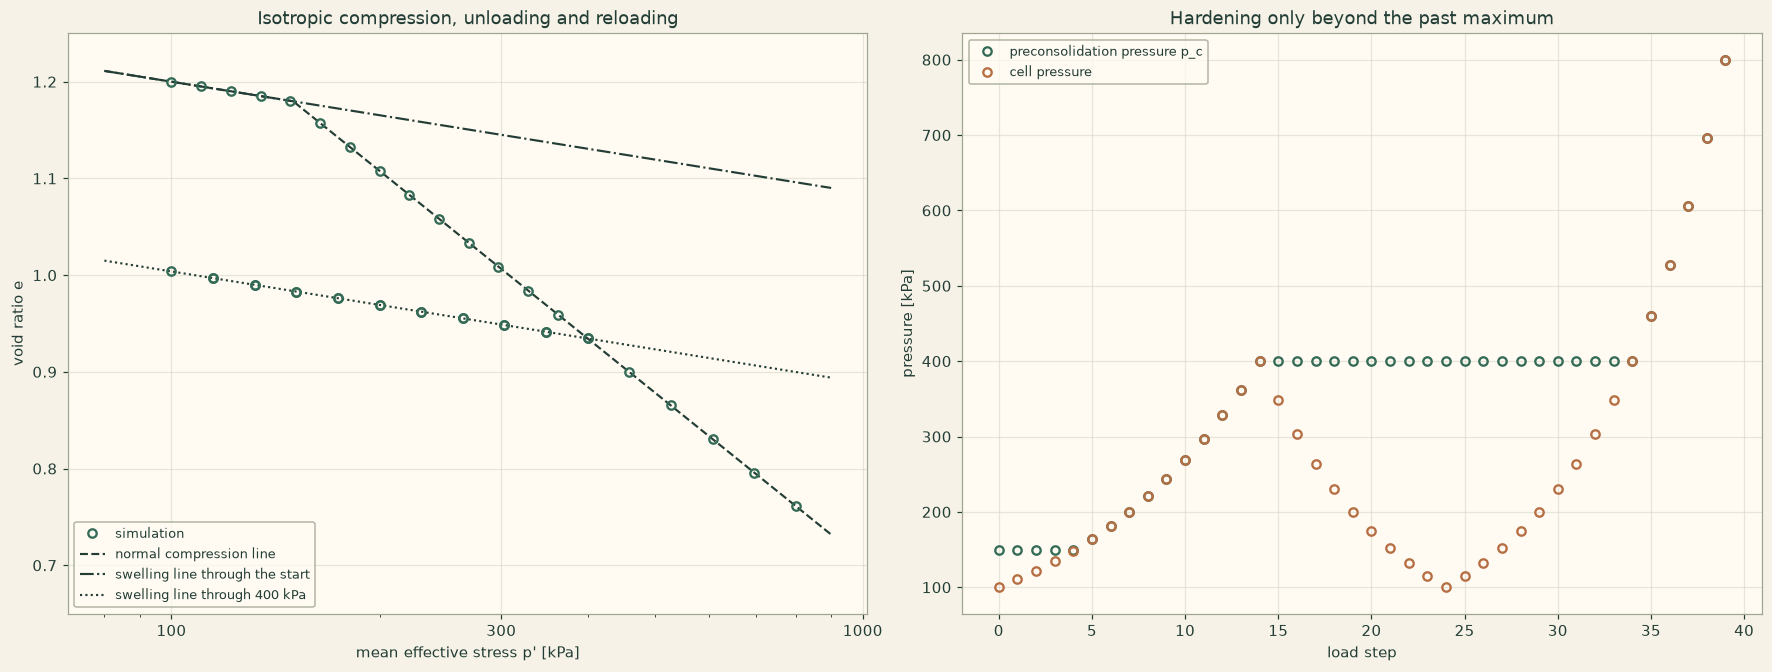 Isotropic compression, unloading and reloading
void ratio e
1.2
1.1
1.0
0.9
0.8
0.7
simulation
normal compression line
swelling line through the start
swelling line through 400 kPa
100
300
1000
mean effective stress p' [kPa]
Hardening only beyond the past maximum
pressure [kPa]
800
700
600
500
400
300
200
100
preconsolidation pressure p_c
cell pressure
0
5
10
15
20
25
30
35
40
load step